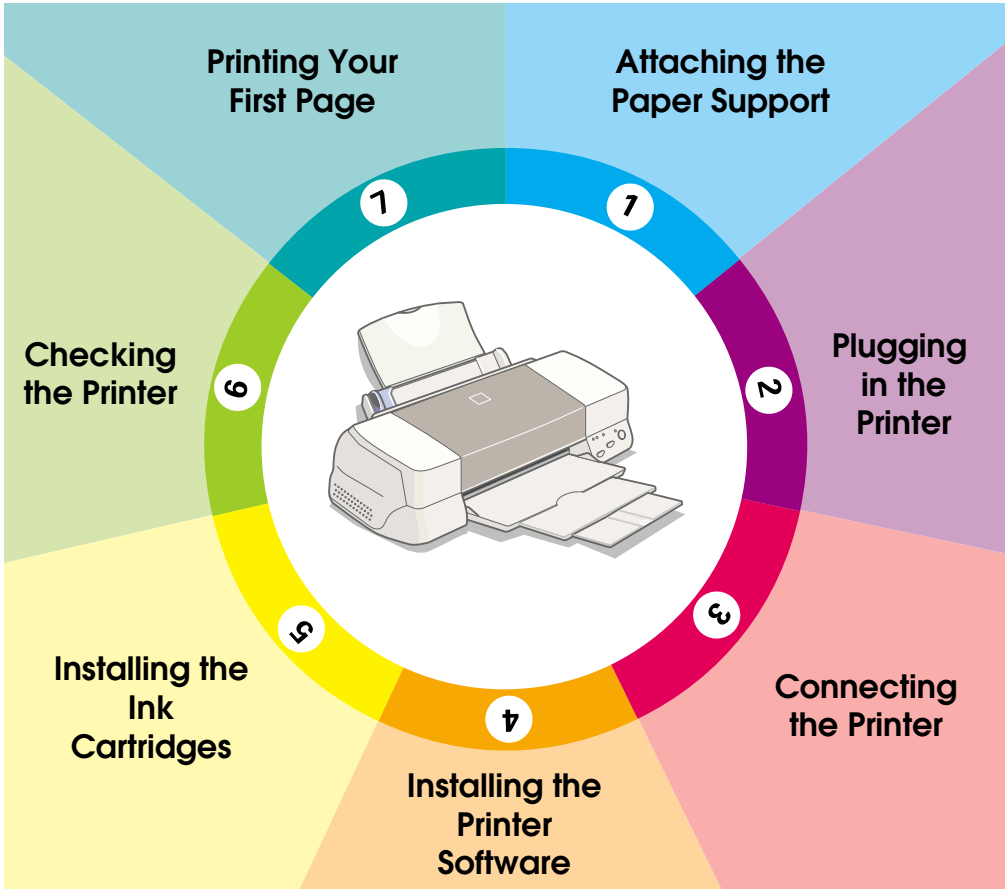 1
Attaching the
Paper Support
2
Plugging
in the
Printer
3
Connecting
the Printer
4
Installing the
Printer
Software
5
Installing the
Ink
Cartridges
6
Checking
the Printer
7
Printing Your
First Page